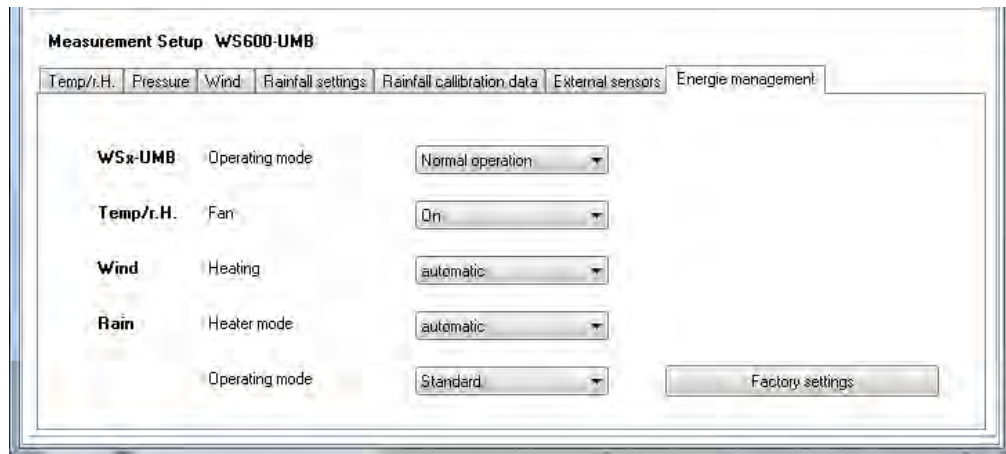 Measurement Setup WS600-UMB
Temp/r.H. Pressure Wind Rainfall settings Rainfall callibration data External sensors Energie management
WSx-UMB Operating mode Normal operation
Temp/r.H. Fan On
Wind Heating automatic
Rain Heater mode automatic
Operating mode Standard Factory settings